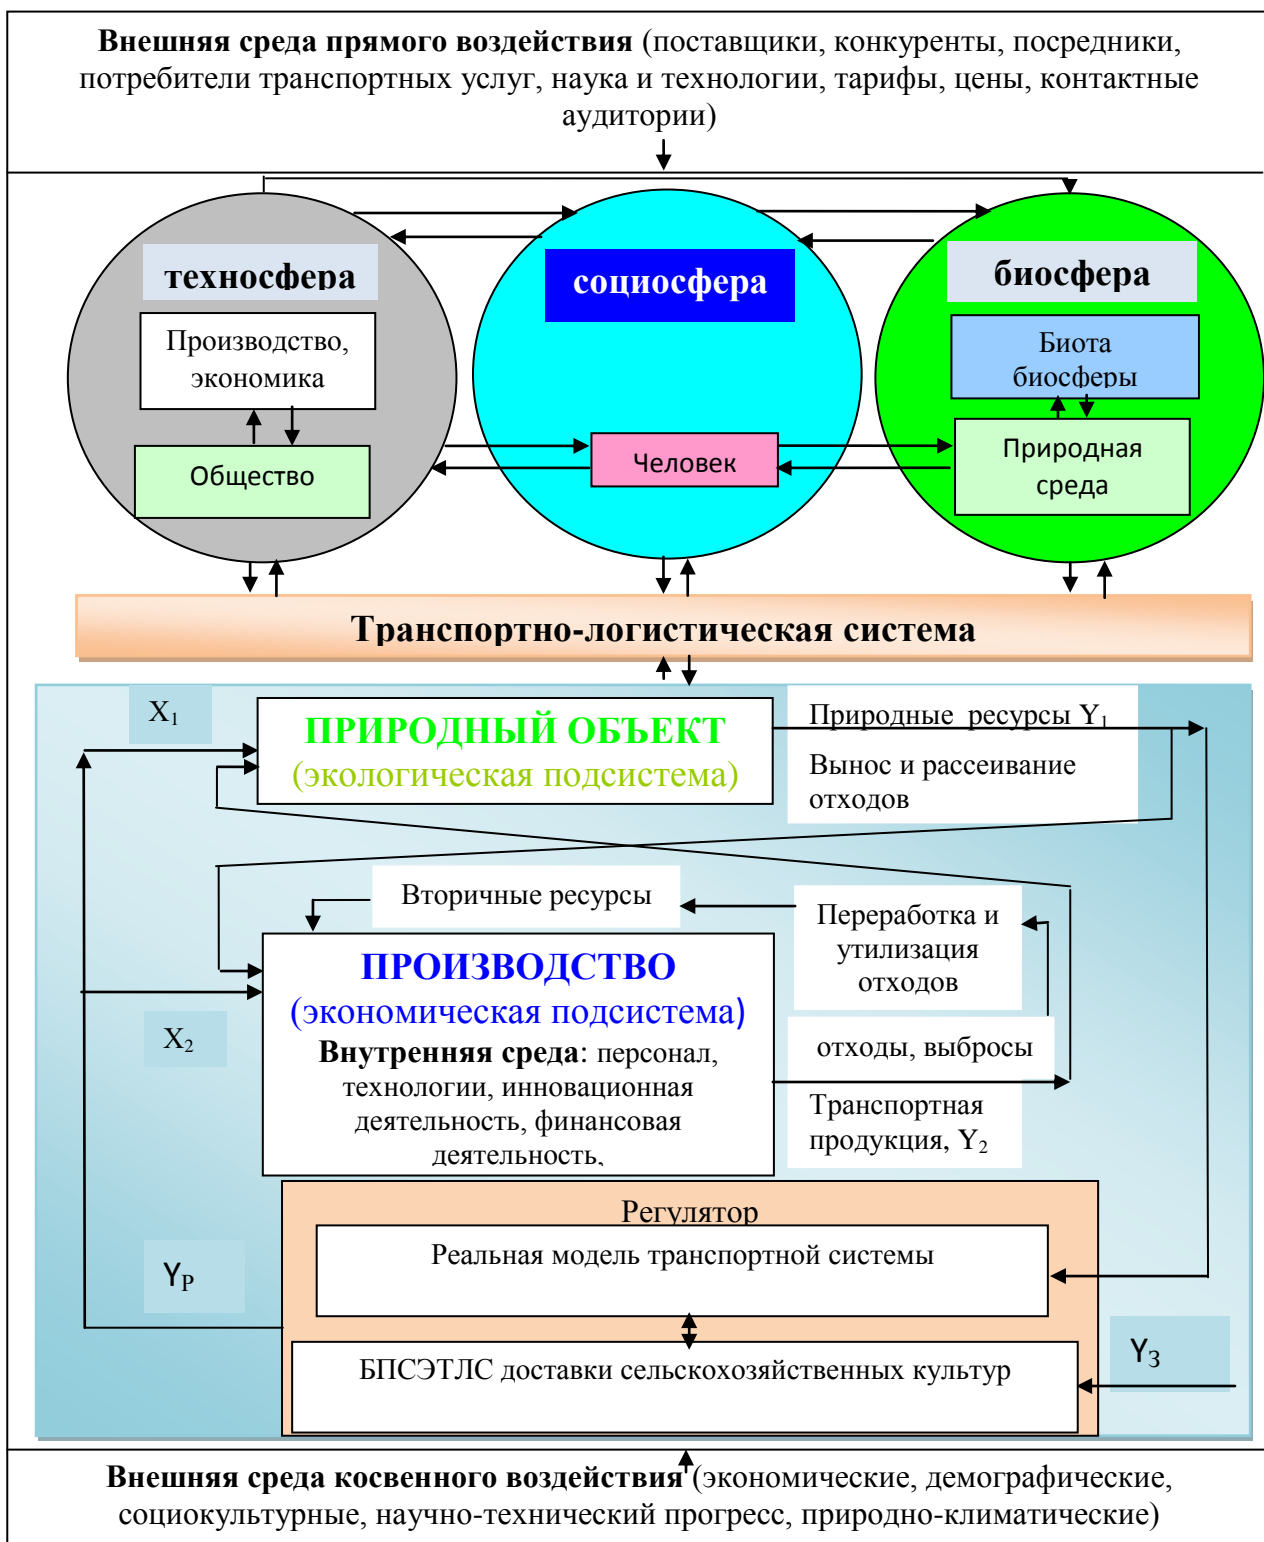 Внешняя среда прямого воздействия (поставщики, конкуренты, посредники,
потребители транспортных услуг, наука и технологии, тарифы, цены, контактные
аудитории)
техносфера
социосфера
биосфера
Производство,
экономика
Биота
биосферы
Общество
Человек
Природная
среда
Транспортно-логистическая система
X₁
ПРИРОДНЫЙ ОБЪЕКТ
(экологическая подсистема)
Природные ресурсы Y₁
Вынос и рассеивание
отходов
Вторичные ресурсы
Переработка и
утилизация
отходов
ПРОИЗВОДСТВО
(экономическая подсистема)
Внутренняя среда: персонал,
технологии, инновационная
деятельность, финансовая
деятельность,
X₂
отходы, выбросы
Транспортная
продукция, Y₂
Регулятор
Реальная модель транспортной системы
YР
БПСЭТЛС доставки сельскохозяйственных культур
YЗ
Внешняя среда косвенного воздействия (экономические, демографические,
социокультурные, научно-технический прогресс, природно-климатические)